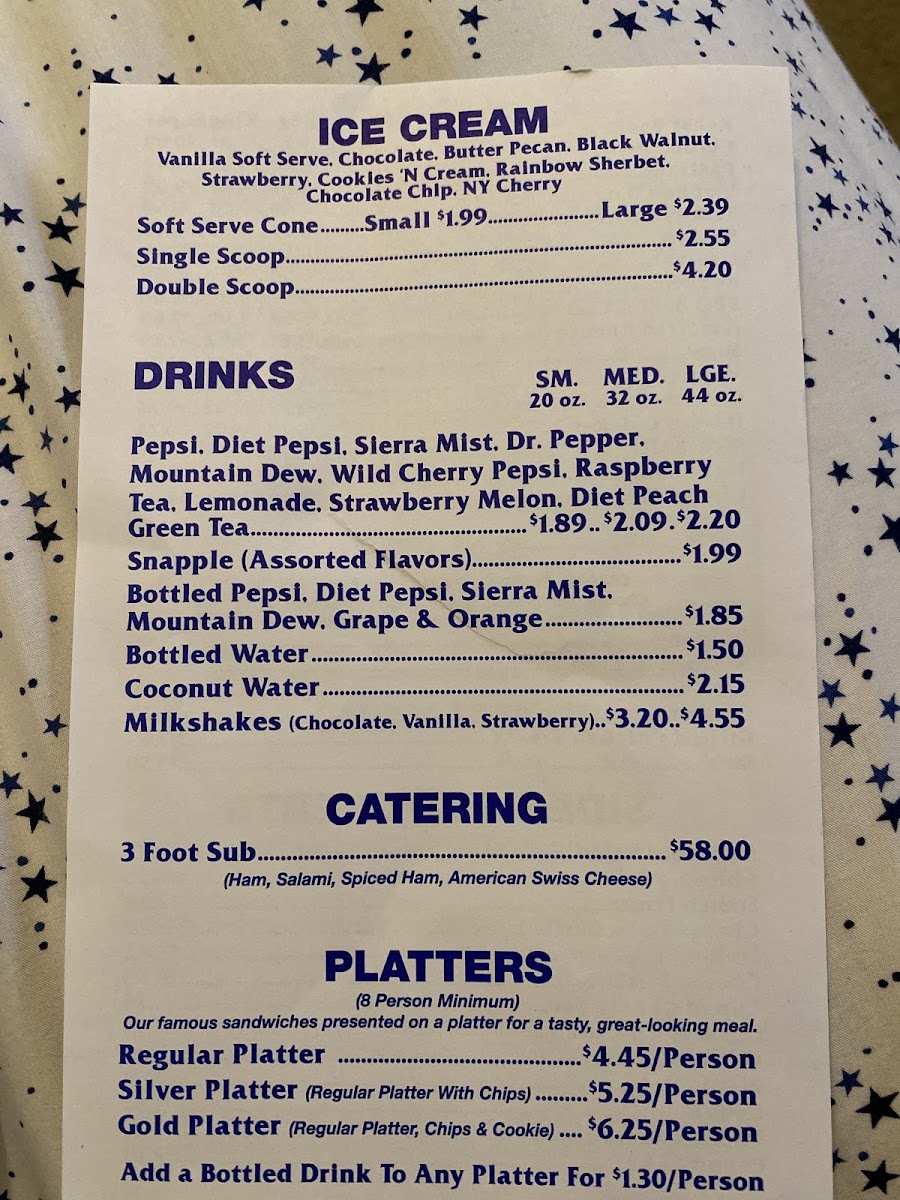 ICE CREAM
Vanilla Soft Serve, Chocolate, Butter Pecan, Black Walnut,
Strawberry, Cookies 'N Cream, Rainbow Sherbet,
Chocolate Chip, NY Cherry
Soft Serve Cone.........Small $1.99......................Large $2.39
Single Scoop.............................................................................. $2.55
Double Scoop............................................................................$4.20
DRINKS
SM. MED. LGE.
20 oz. 32 oz. 44 oz.
Pepsi, Diet Pepsi, Sierra Mist, Dr. Pepper,
Mountain Dew, Wild Cherry Pepsi, Raspberry
Tea, Lemonade, Strawberry Melon, Diet Peach
Green Tea.....................................................$1.89.. $2.09.$2.20
Snapple (Assorted Flavors)........................................$1.99
Bottled Pepsi, Diet Pepsi, Sierra Mist,
Mountain Dew, Grape & Orange..........................$1.85
Bottled Water......................................................................... $1.50
Coconut Water.......................................................................$2.15
Milkshakes (Chocolate, Vanilla, Strawberry)..$3.20..$4.55
CATERING
3 Foot Sub............................................................................... $58.00
(Ham, Salami, Spiced Ham, American Swiss Cheese)
PLATTERS
(8 Person Minimum)
Our famous sandwiches presented on a platter for a tasty, great-looking meal.
Regular Platter ..........................................$4.45/Person
Silver Platter (Regular Platter With Chips) .........$5.25/Person
Gold Platter (Regular Platter, Chips & Cookie) .... $6.25/Person
Add a Bottled Drink To Any Platter For $1.30/Person